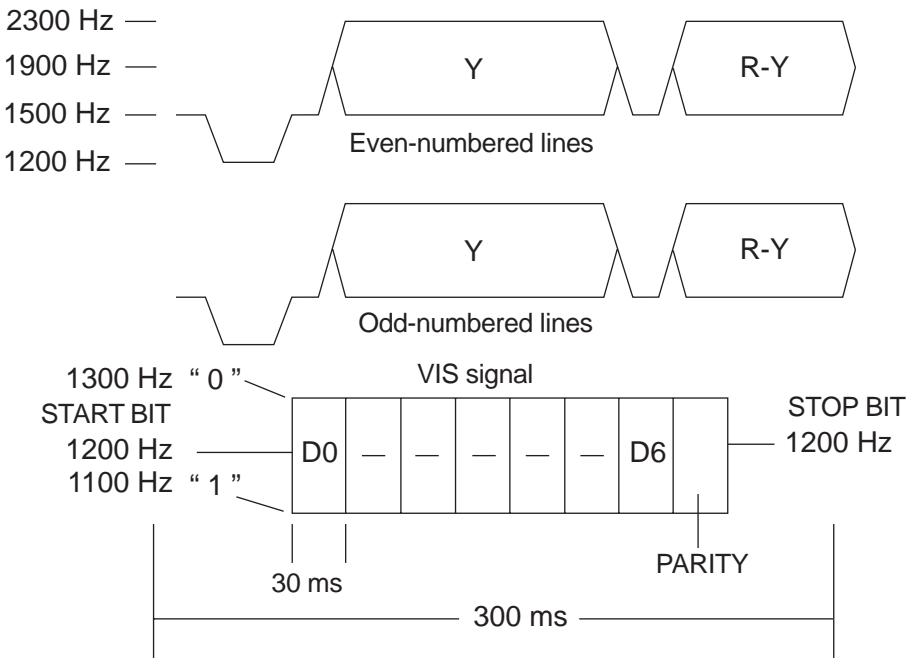 2300 Hz —
1900 Hz —
1500 Hz —
1200 Hz —
Y
R-Y
Even-numbered lines
Y
R-Y
Odd-numbered lines
VIS signal
1300 Hz “ 0 ”
START BIT
1200 Hz
1100 Hz “ 1 ”
D0 — — — — — D6
STOP BIT
1200 Hz
30 ms
PARITY
300 ms